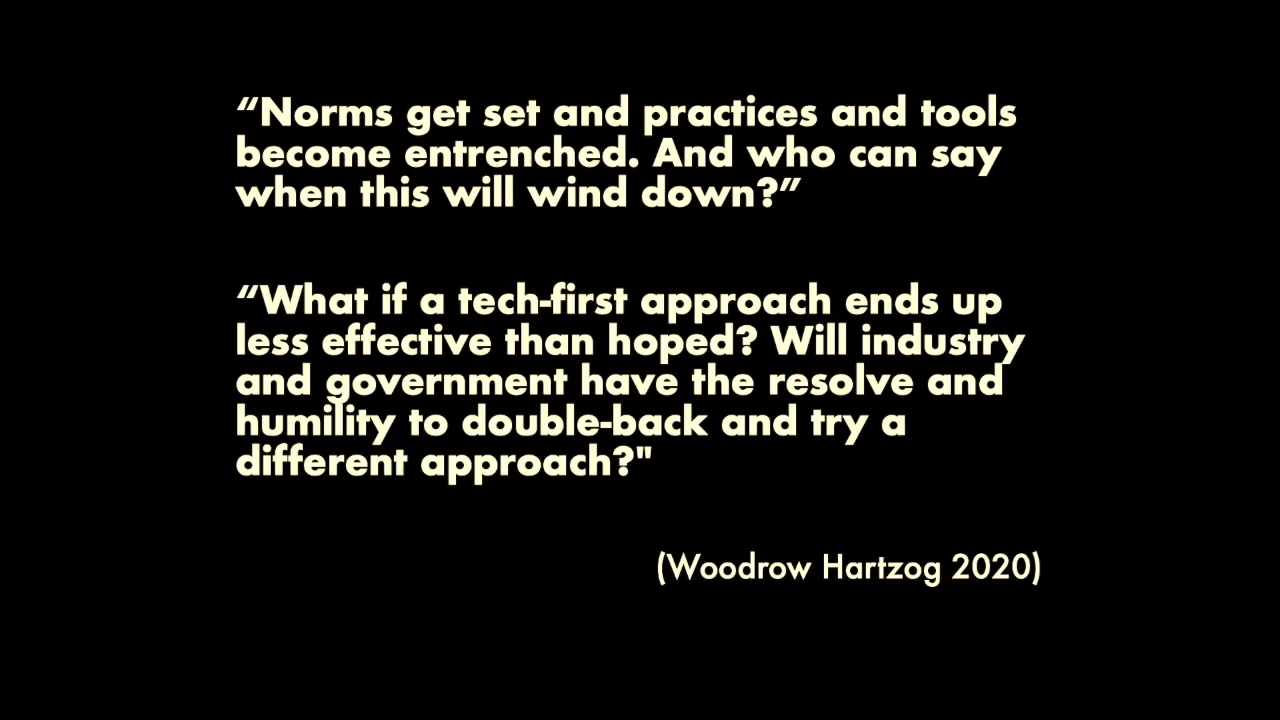 “Norms get set and practices and tools
become entrenched. And who can say
when this will wind down?”
“What if a tech-first approach ends up
less effective than hoped? Will industry
and government have the resolve and
humility to double-back and try a
different approach?"
(Woodrow Hartzog 2020)